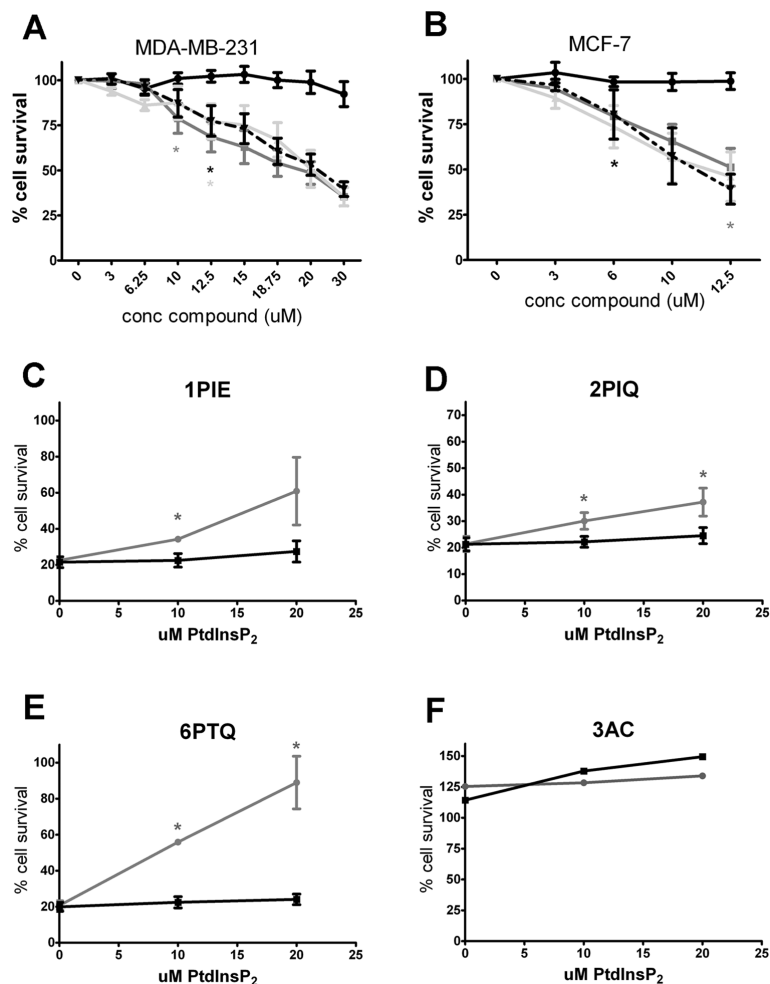 A
MDA-MB-231
% cell survival
100
75
50
25
0
0 3 6.25 10 12.5 15 18.75 20 30
* * *
conc compound (uM)
B
MCF-7
% cell survival
100
75
50
25
0
0 3 6 10 12.5
* *
conc compound (uM)
C
1PIE
% cell survival
100
80
60
40
20
0
*
0 5 10 15 20 25
uM PtdInsP2
D
2PIQ
% cell survival
70
60
50
40
30
20
10
0
* *
0 5 10 15 20 25
uM PtdInsP2
E
6PTQ
% cell survival
100
80
60
40
20
0
* *
0 5 10 15 20 25
uM PtdInsP2
F
3AC
% cell survival
150
125
100
75
50
25
0
0 5 10 15 20 25
uM PtdInsP2